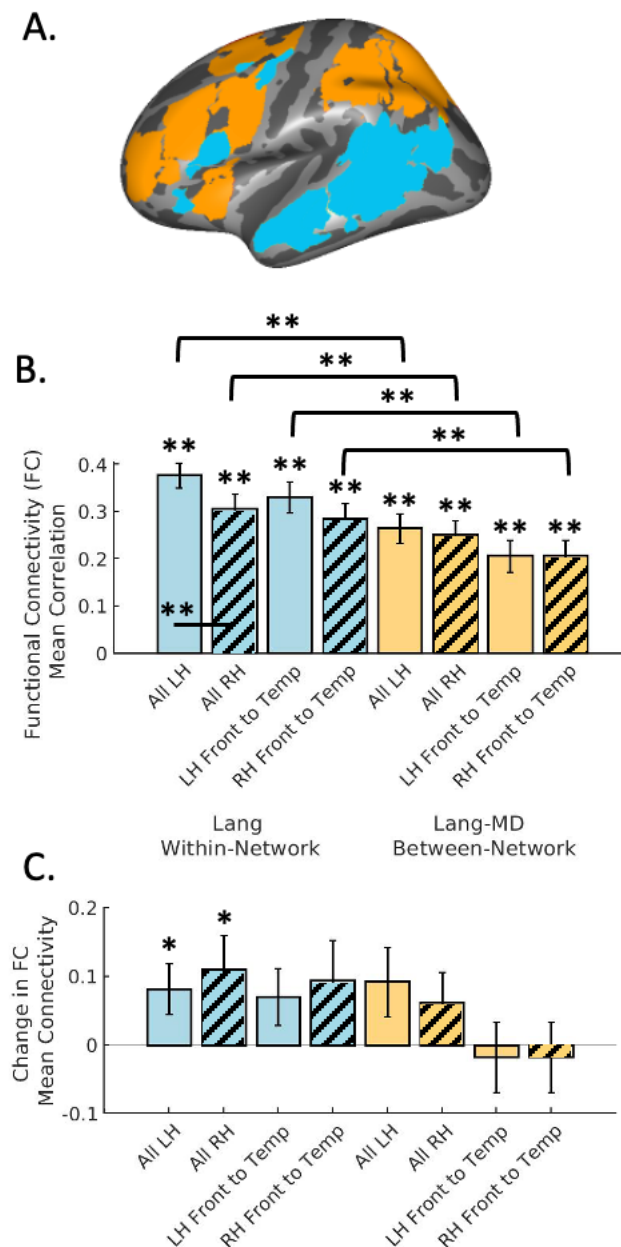 A.
**
B.
**
**
**
**
**
**
**
**
**
**
**
**
Functional Connectivity (FC)
Mean Correlation
0.4
0.3
0.2
0.1
0
All LH
All RH
LH Front to Temp
RH Front to Temp
All LH
All RH
LH Front to Temp
RH Front to Temp
Lang
Within-Network
Lang-MD
Between-Network
C.
Change in FC
Mean Connectivity
0.2
0.1
0
-0.1
*
*
All LH
All RH
LH Front to Temp
RH Front to Temp
All LH
All RH
LH Front to Temp
RH Front to Temp